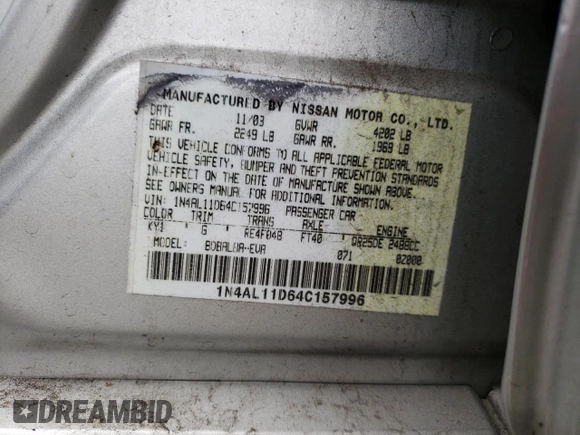 MANUFACTURED BY NISSAN MOTOR CO., LTD.
DATE 11/03 GVWR 4202 LB
GAWR FR. 2649 LB GAWR RR. 1969 LB
THIS VEHICLE CONFORMS TO ALL APPLICABLE FEDERAL MOTOR
VEHICLE SAFETY, BUMPER AND THEFT PREVENTION STANDARDS
IN-EFFECT ON THE DATE OF MANUFACTURE SHOWN ABOVE.
SEE OWNERS MANUAL FOR ADDITIONAL INFORMATION.
VIN: 1N4AL11D64C157996 PASSENGER CAR
COLOR TRIM TRANS AXLE ENGINE
KY1 G RE4F04B FT40 QR25DE 2488CC
MODEL: BDBALBA-EVA 071 02000
1N4AL11D64C157996
DREAMBID